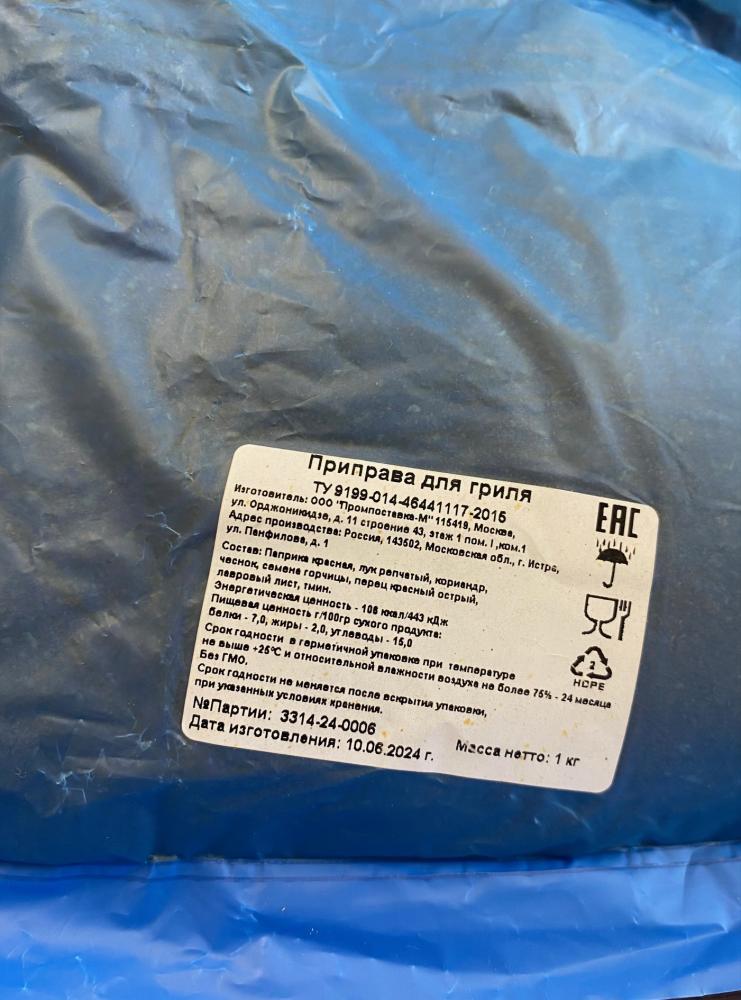 Приправа для гриля
ТУ 9199-014-46441117-2015
Изготовитель: ООО "Промпоставка-М" 115419, Москва,
ул. Орджоникидзе, д. 11 строение 43, этаж 1 пом. I ,ком.1
Адрес производства: Россия, 143502, Московская обл., г. Истра,
ул. Панфилова, д. 1
Состав: Паприка красная, лук репчатый, кориандр,
чеснок, семена горчицы, перец красный острый,
лавровый лист, тмин.
Энергетическая ценность - 108 ккал/443 кДж
Пищевая ценность г/100гр сухого продукта:
белки - 7,0, жиры - 2,0, углеводы - 15,0
Срок годности в герметичной упаковке при температуре
не выше +25°С и относительной влажности воздуха не более 75% - 24 месяца
Без ГМО.
Срок годности не меняется после вскрытия упаковки,
при указанных условиях хранения.
№Партии: 3314-24-0006
Дата изготовления: 10.06.2024 г.
Масса нетто: 1 кг
ЕАС
2
HDPE